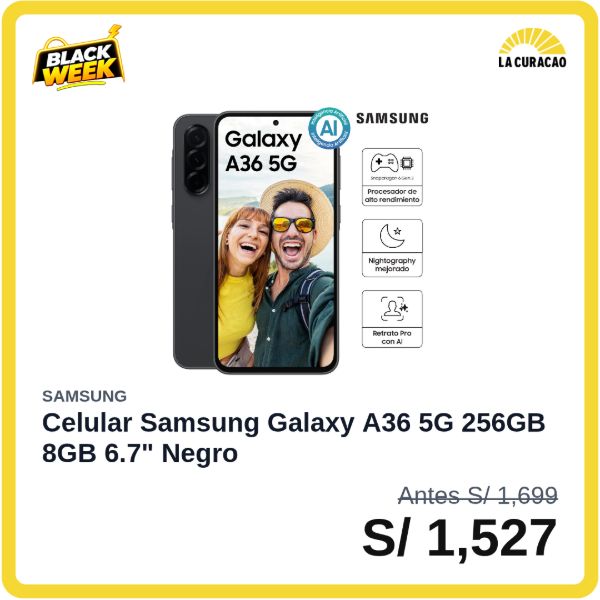 BLACK
WEEK
LA CURACAO
Galaxy
A36 5G
AI
SAMSUNG
Procesador de
alto rendimiento
Nightography
mejorado
Retrato Pro
con AI
SAMSUNG
Celular Samsung Galaxy A36 5G 256GB
8GB 6.7" Negro
Antes S/ 1,699
S/ 1,527